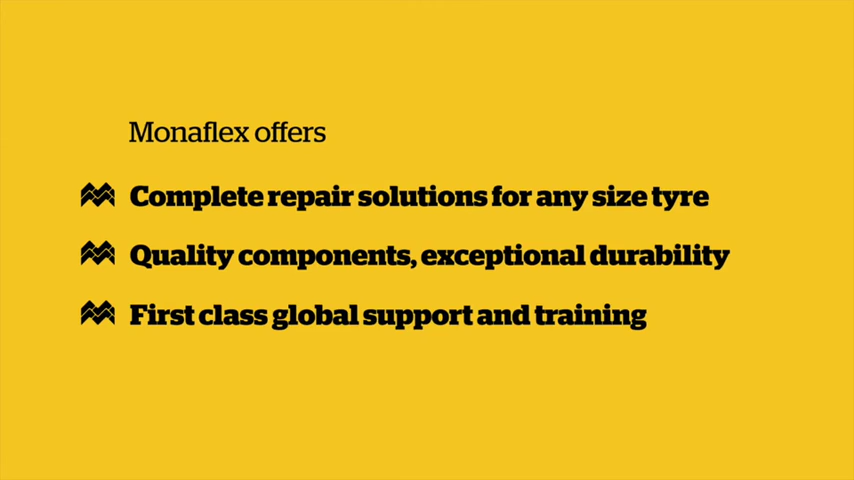 Monaflex offers
Complete repair solutions for any size tyre
Quality components, exceptional durability
First class global support and training